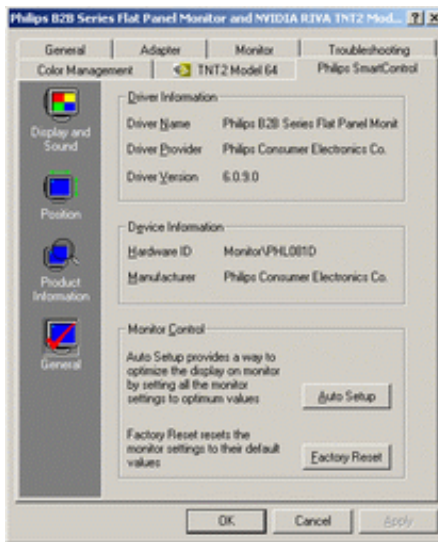 Philips B2B Series Flat Panel Monitor and NVIDIA RIVA TNT2 Mod... ? X
General Adapter Monitor Troubleshooting
Color Management TNT2 Model 64 Philips SmartControl
Display and
Sound
Position
Product
Information
General
Driver Information
Driver Name Philips B2B Series Flat Panel Monit
Driver Provider Philips Consumer Electronics Co.
Driver Version 6.0.9.0
Device Information
Hardware ID Monitor\PHL081D
Manufacturer Philips Consumer Electronics Co.
Monitor Control
Auto Setup provides a way to
optimize the display on monitor
by setting all the monitor
settings to optimum values
Auto Setup
Factory Reset resets the
monitor settings to their default
values
Factory Reset
OK Cancel Apply